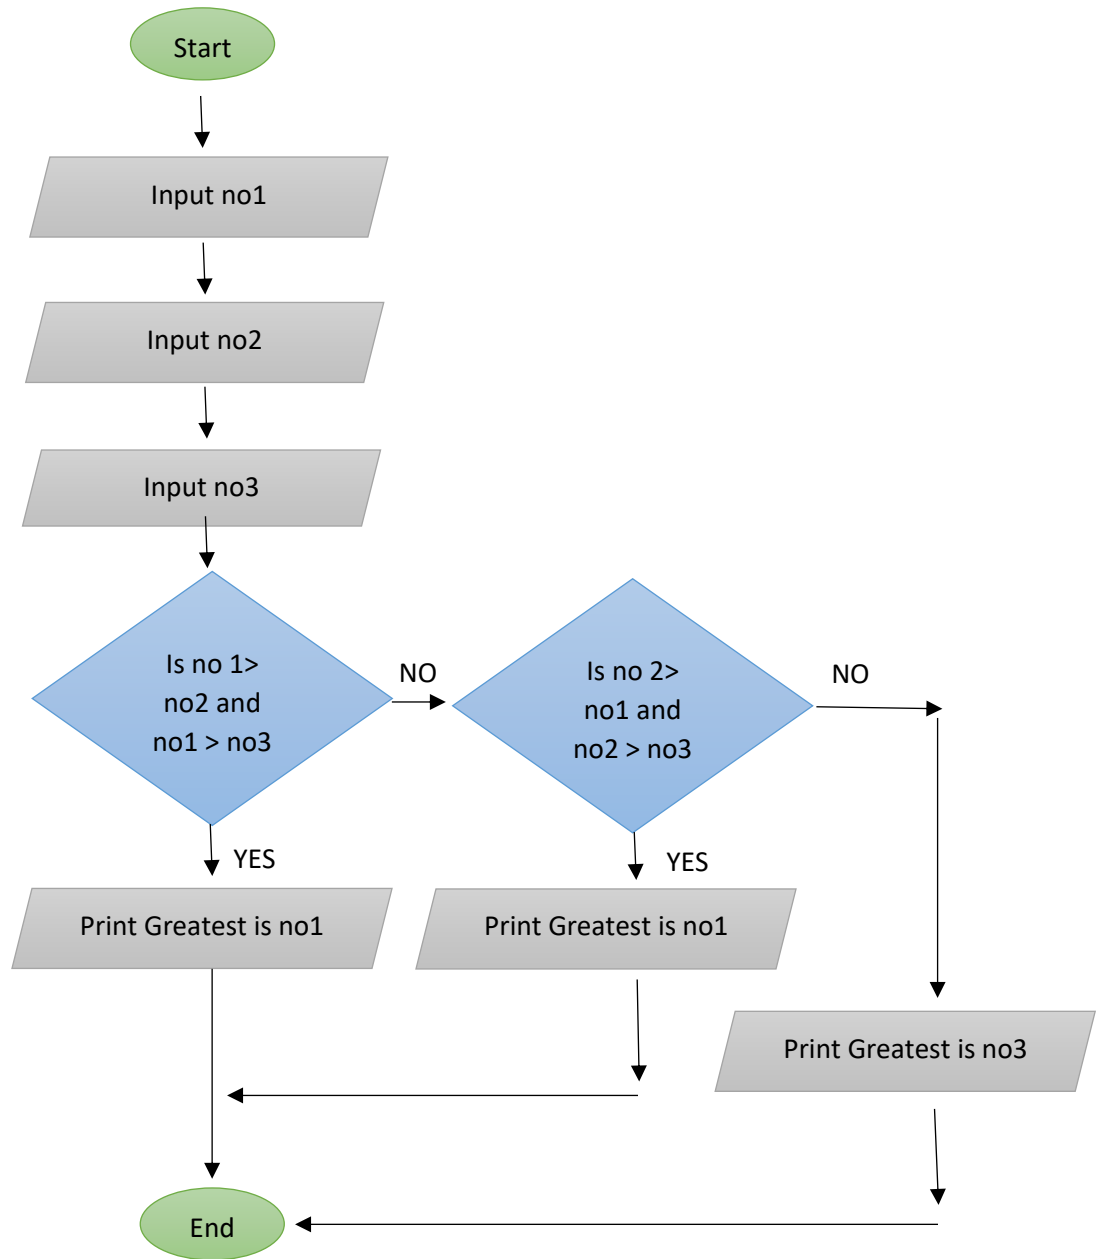 Start
Input no1
Input no2
Input no3
Is no 1>
no2 and
no1 > no3
NO
Is no 2>
no1 and
no2 > no3
NO
YES
YES
Print Greatest is no1
Print Greatest is no1
Print Greatest is no3
End